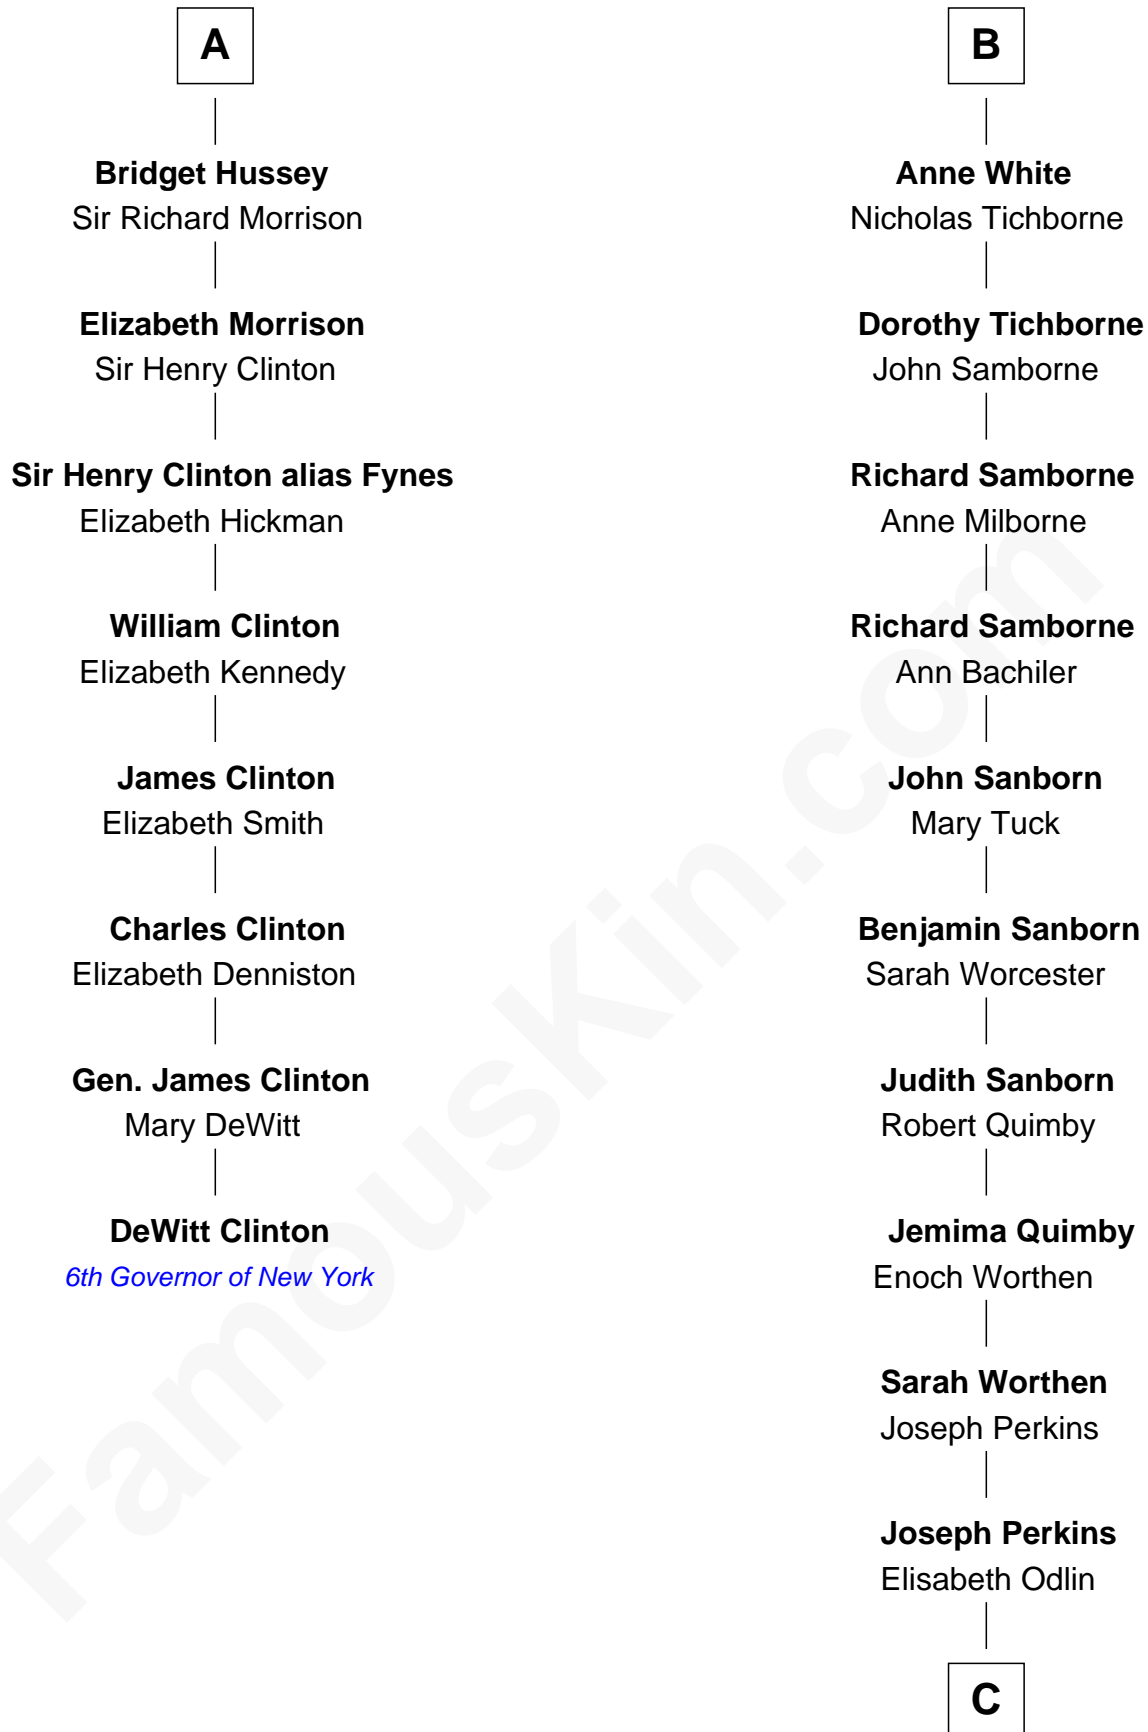 A
Bridget Hussey
Sir Richard Morrison
Elizabeth Morrison
Sir Henry Clinton
Sir Henry Clinton alias Fynes
Elizabeth Hickman
William Clinton
Elizabeth Kennedy
James Clinton
Elizabeth Smith
Charles Clinton
Elizabeth Denniston
Gen. James Clinton
Mary DeWitt
DeWitt Clinton
6th Governor of New York
B
Anne White
Nicholas Tichborne
Dorothy Tichborne
John Samborne
Richard Samborne
Anne Milborne
Richard Samborne
Ann Bachiler
John Sanborn
Mary Tuck
Benjamin Sanborn
Sarah Worcester
Judith Sanborn
Robert Quimby
Jemima Quimby
Enoch Worthen
Sarah Worthen
Joseph Perkins
Joseph Perkins
Elisabeth Odlin
C
FamousKin.com